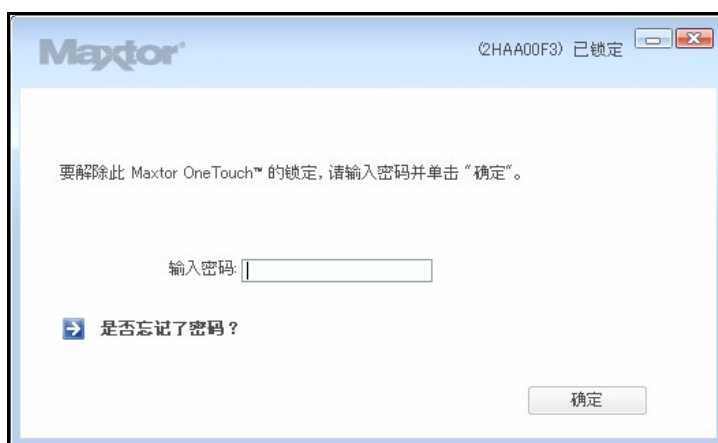 Maxtor
(2HAA00F3) 已锁定
要解除此 Maxtor OneTouch™ 的锁定,请输入密码并单击 “确定”。
输入密码:
是否忘记了密码?
确定